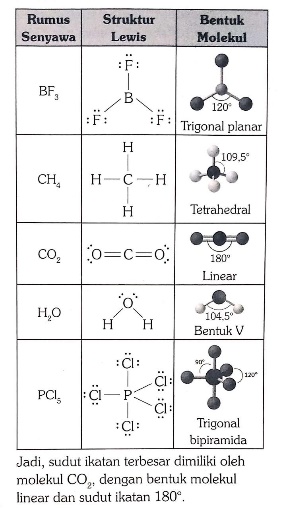 Rumus Senyawa
Struktur Lewis
Bentuk Molekul
BF₃
:F:
B
:F: :F:
120°
Trigonal planar
CH₄
H
H—C—H
H
109,5°
Tetrahedral
CO₂
O=C=O
180°
Linear
H₂O
O
H H
104.5°
Bentuk V
PCl₅
:Cl:
Cl:
:Cl—P
Cl:
:Cl:
90°
120°
Trigonal bipiramida
Jadi, sudut ikatan terbesar dimiliki oleh
molekul CO₂, dengan bentuk molekul
linear dan sudut ikatan 180°.